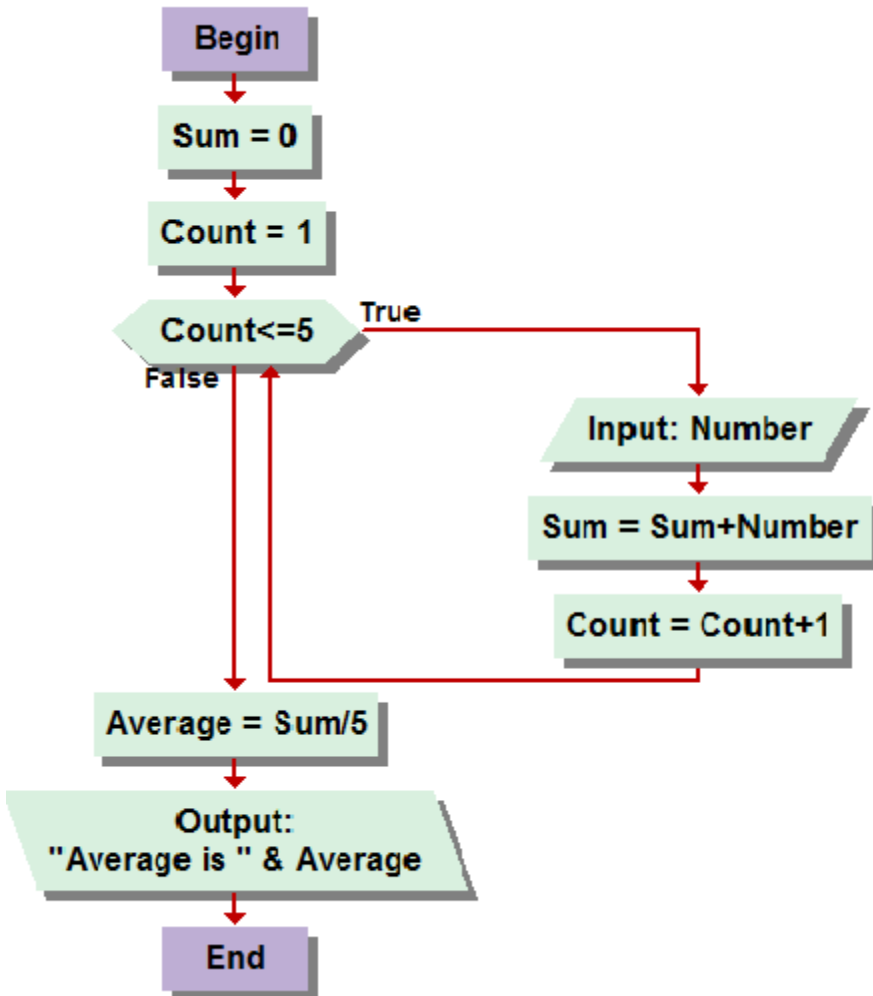 Begin
Sum = 0
Count = 1
Count<=5
True
False
Input: Number
Sum = Sum+Number
Count = Count+1
Average = Sum/5
Output:
"Average is " & Average
End